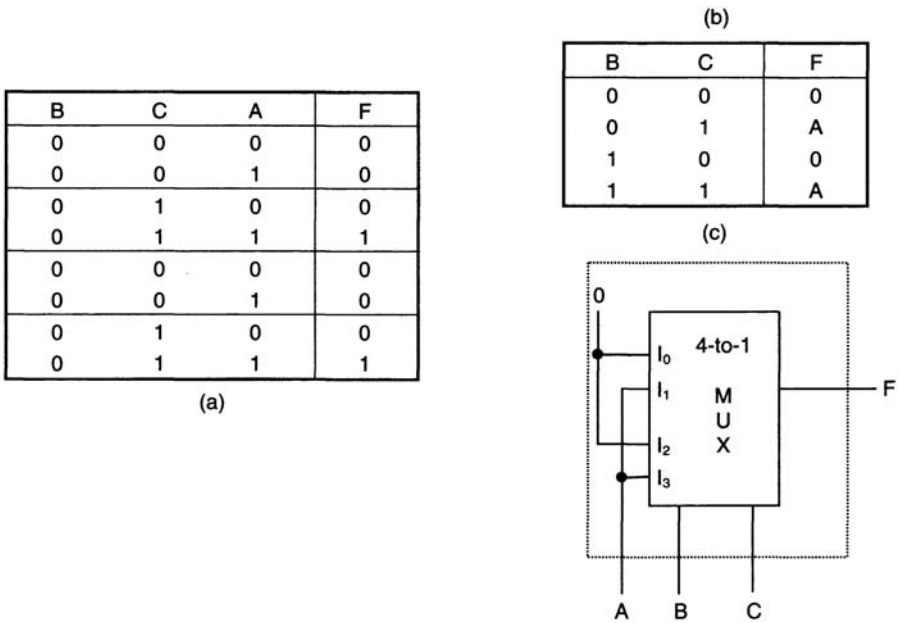 B C A F
0 0 0 0
0 0 1 0
0 1 0 0
0 1 1 1
0 0 0 0
0 0 1 0
0 1 0 0
0 1 1 1
(a)
(b)
B C F
0 0 0
0 1 A
1 0 0
1 1 A
(c)
0
4-to-1
I0
I1
M
U
X
I2
I3
F
A B C